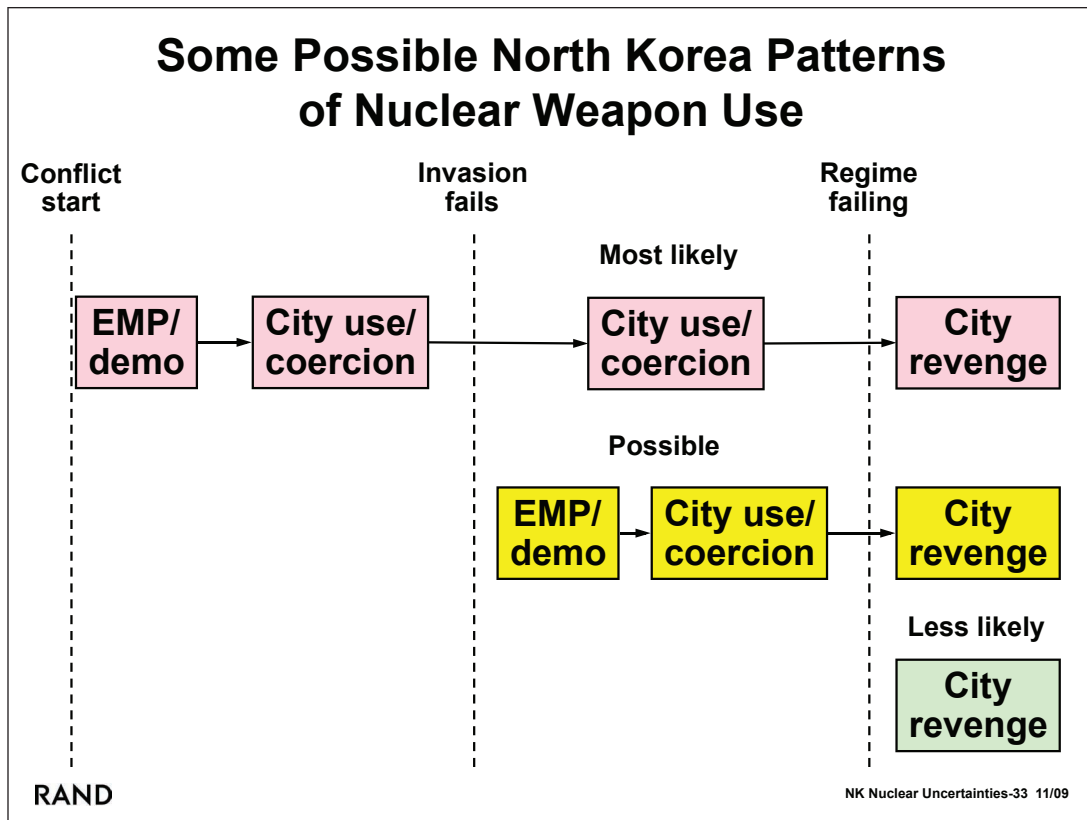 Some Possible North Korea Patterns
of Nuclear Weapon Use
Conflict
start
Invasion
fails
Regime
failing
Most likely
EMP/
demo
City use/
coercion
City use/
coercion
City
revenge
Possible
EMP/
demo
City use/
coercion
City
revenge
Less likely
City
revenge
RAND
NK Nuclear Uncertainties-33 11/09